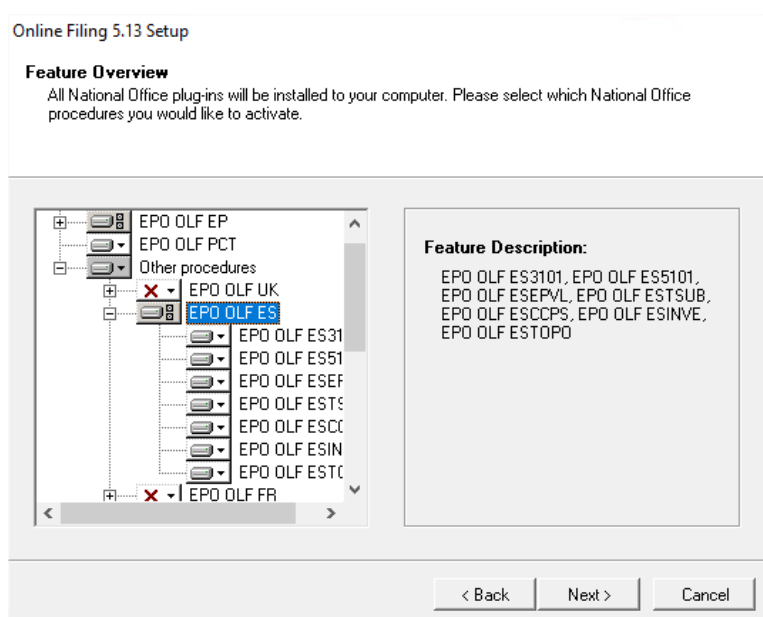 Online Filing 5.13 Setup
Feature Overview
All National Office plug-ins will be installed to your computer. Please select which National Office
procedures you would like to activate.
EPO OLF EP
EPO OLF PCT
Other procedures
EPO OLF UK
EPO OLF ES
EPO OLF ES31
EPO OLF ES51
EPO OLF ESEF
EPO OLF ESTS
EPO OLF ESCC
EPO OLF ESIN
EPO OLF ESTO
EPO OLF FR
Feature Description:
EPO OLF ES3101, EPO OLF ES5101,
EPO OLF ESEPVL, EPO OLF ESTSUB,
EPO OLF ESCCPS, EPO OLF ESINVE,
EPO OLF ESTOPO
< Back
Next >
Cancel